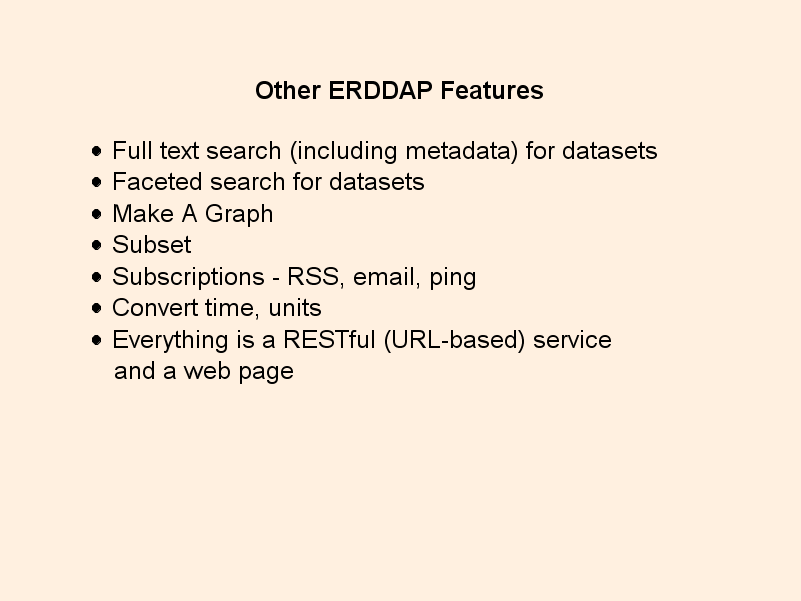 Other ERDDAP Features
• Full text search (including metadata) for datasets
• Faceted search for datasets
• Make A Graph
• Subset
• Subscriptions - RSS, email, ping
• Convert time, units
• Everything is a RESTful (URL-based) service
and a web page